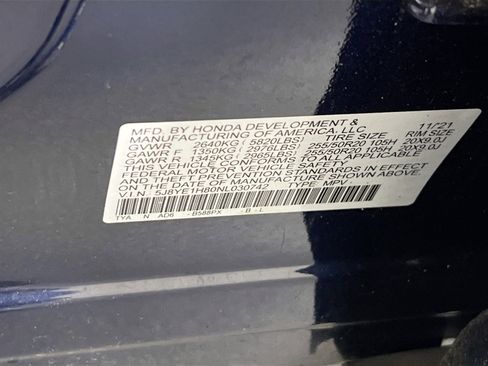 MFD. BY HONDA DEVELOPMENT & 11/21
MANUFACTURING OF AMERICA, LLC.
GVWR 2640KG( 5820LBS) TIRE SIZE RIM SIZE
GAWR F 1350KG( 2976LBS) 255/50R20 105H 20X9.0J
GAWR R 1345KG( 2965LBS) 255/50R20 105H 20X9.0J
THIS VEHICLE CONFORMS TO ALL APPLICABLE
FEDERAL MOTOR VEHICLE SAFETY
AND THEFT PREVENTION STANDARDS IN EFFECT
ON THE DATE OF MANUFACTURE SHOWN ABOVE.
V I N : 5J8YE1H80NL030742 TYPE: MPV
TYA N AD6 - B588PX - B - L